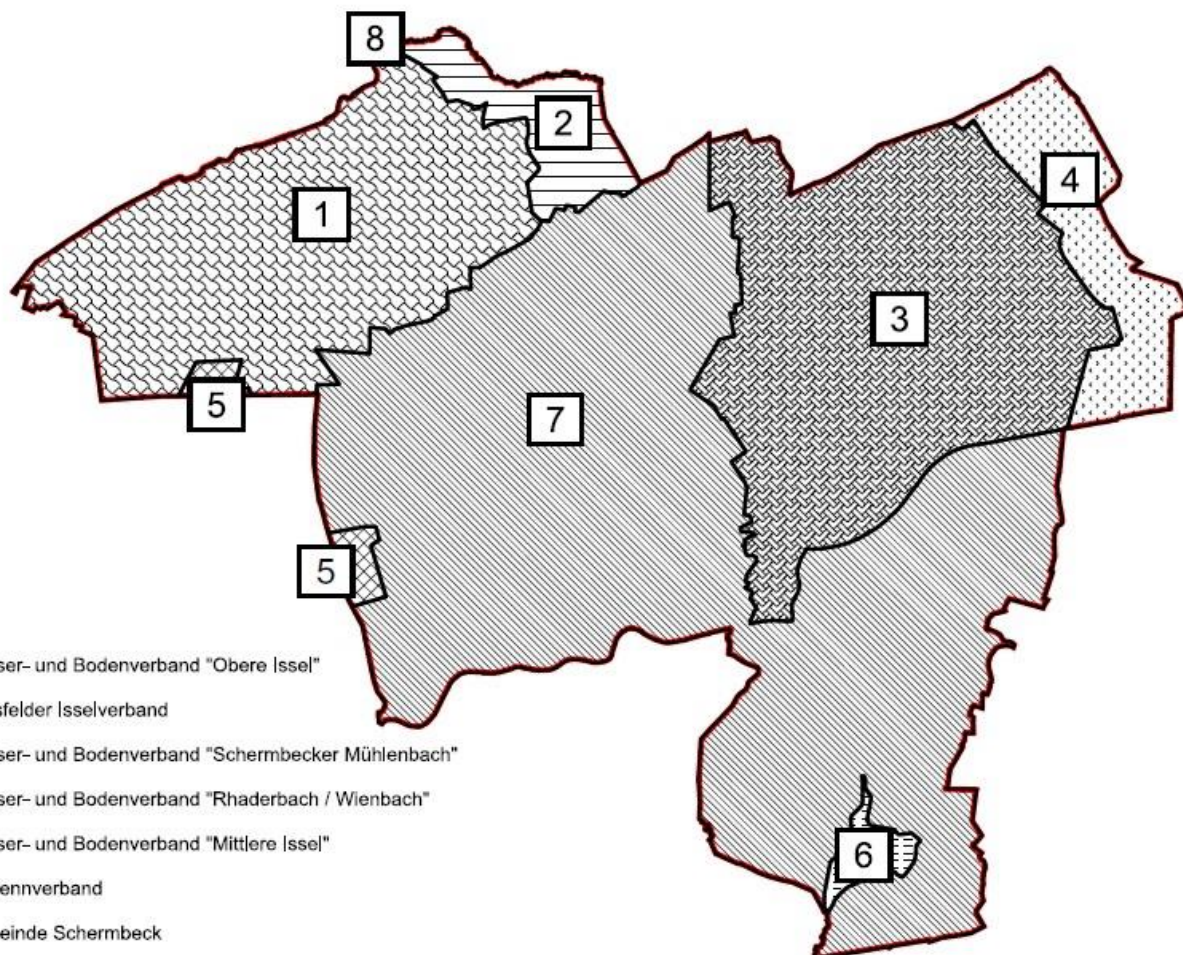 8
2
4
1
3
5
7
5
6
ser- und Bodenverband "Obere Issel"
sfelder Isselverband
ser- und Bodenverband "Schermbecker Mühlenbach"
ser- und Bodenverband "Rhaderbach / Wienbach"
ser- und Bodenverband "Mittlere Issel"
ennverband
einde Schermbeck